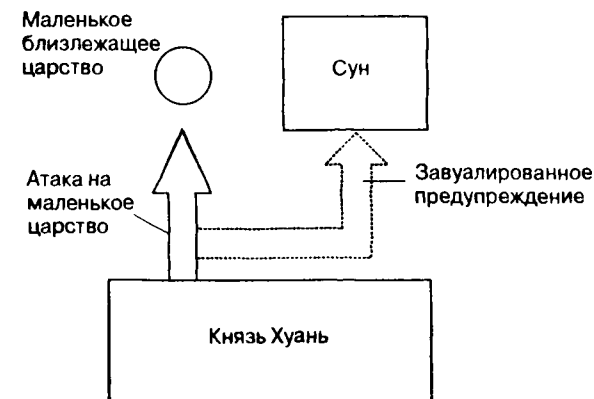 Маленькое
близлежащее
царство
Сун
Атака на
маленькое
царство
Завуалированное
предупреждение
Князь Хуань